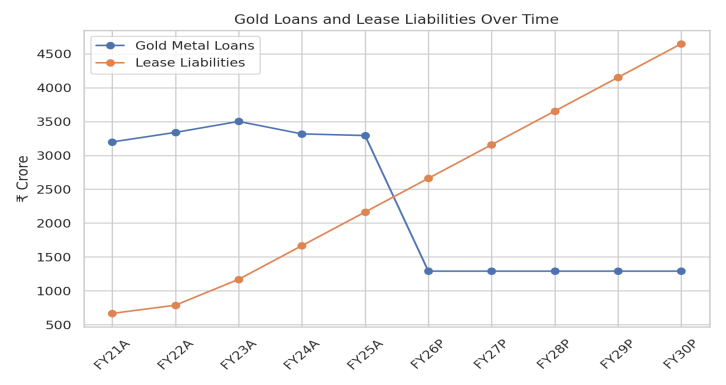 Gold Loans and Lease Liabilities Over Time
Gold Metal Loans
Lease Liabilities
₹ Crore
4500
4000
3500
3000
2500
2000
1500
1000
500
FY21A
FY22A
FY23A
FY24A
FY25A
FY26P
FY27P
FY28P
FY29P
FY30P